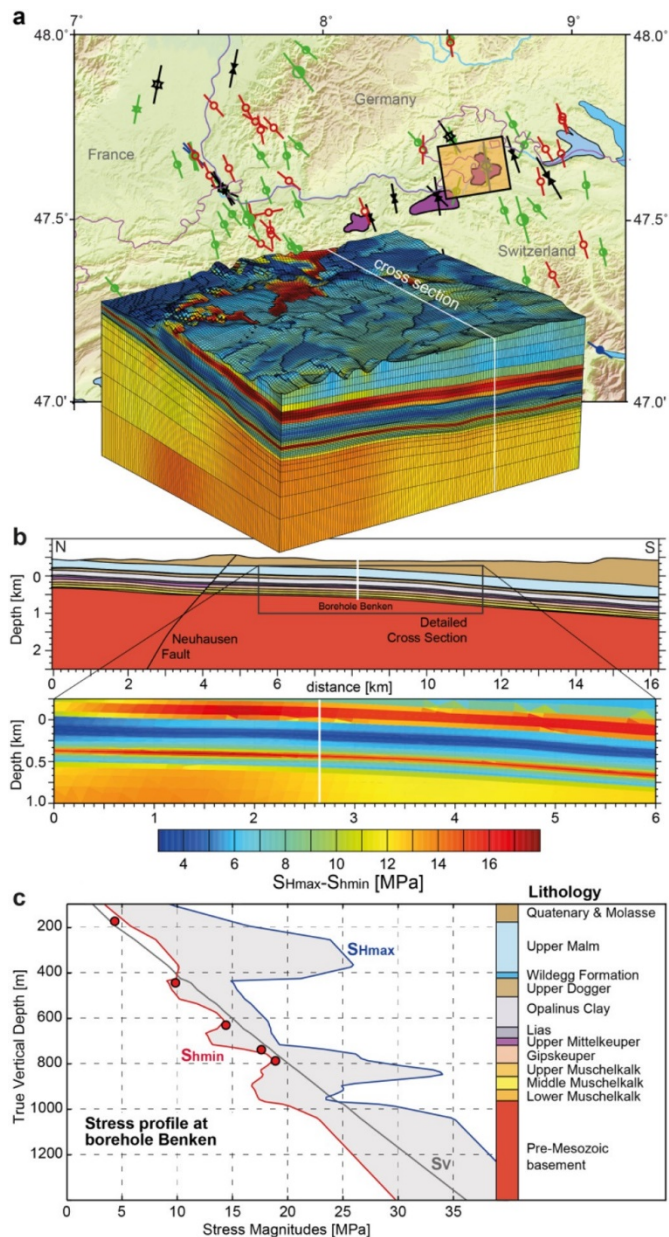 a
7° 8° 9°
48.0°
48.0°
Germany
France
47.5°
47.5°
Switzerland
cross section
47.0°
47.0°
b
N
S
Depth [km]
0
1
2
Borehole Benken
Neuhausen
Fault
Detailed
Cross Section
0 2 4 6 8 10 12 14 16
distance [km]
Depth [km]
0
0.5
1.0
0 1 2 3 4 5 6
4 6 8 10 12 14 16
SHmax-Shmin [MPa]
c
Lithology
True Vertical Depth [m]
200
400
600
800
1000
1200
SHmax
Shmin
Sv
Stress profile at
borehole Benken
0 5 10 15 20 25 30 35
Stress Magnitudes [MPa]
Quatenary & Molasse
Upper Malm
Wildegg Formation
Upper Dogger
Opalinus Clay
Lias
Upper Mittelkeuper
Gipskeuper
Upper Muschelkalk
Middle Muschelkalk
Lower Muschelkalk
Pre-Mesozoic
basement